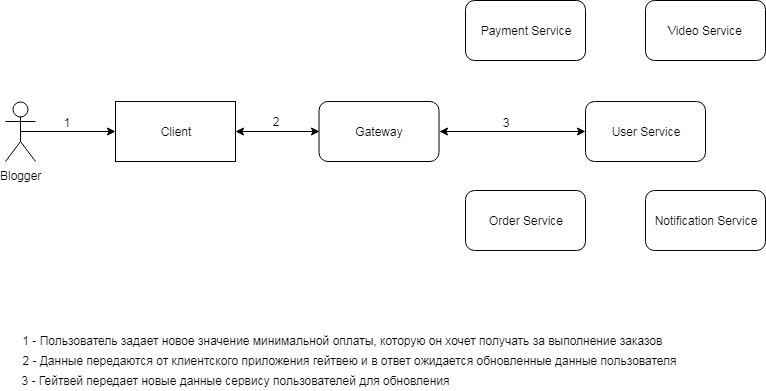 Payment Service
Video Service
1
Client
2
Gateway
3
User Service
Blogger
Order Service
Notification Service
1 - Пользователь задает новое значение минимальной оплаты, которую он хочет получать за выполнение заказов
2 - Данные передаются от клиентского приложения гейтвею и в ответ ожидается обновленные данные пользователя
3 - Гейтвей передает новые данные сервису пользователей для обновления